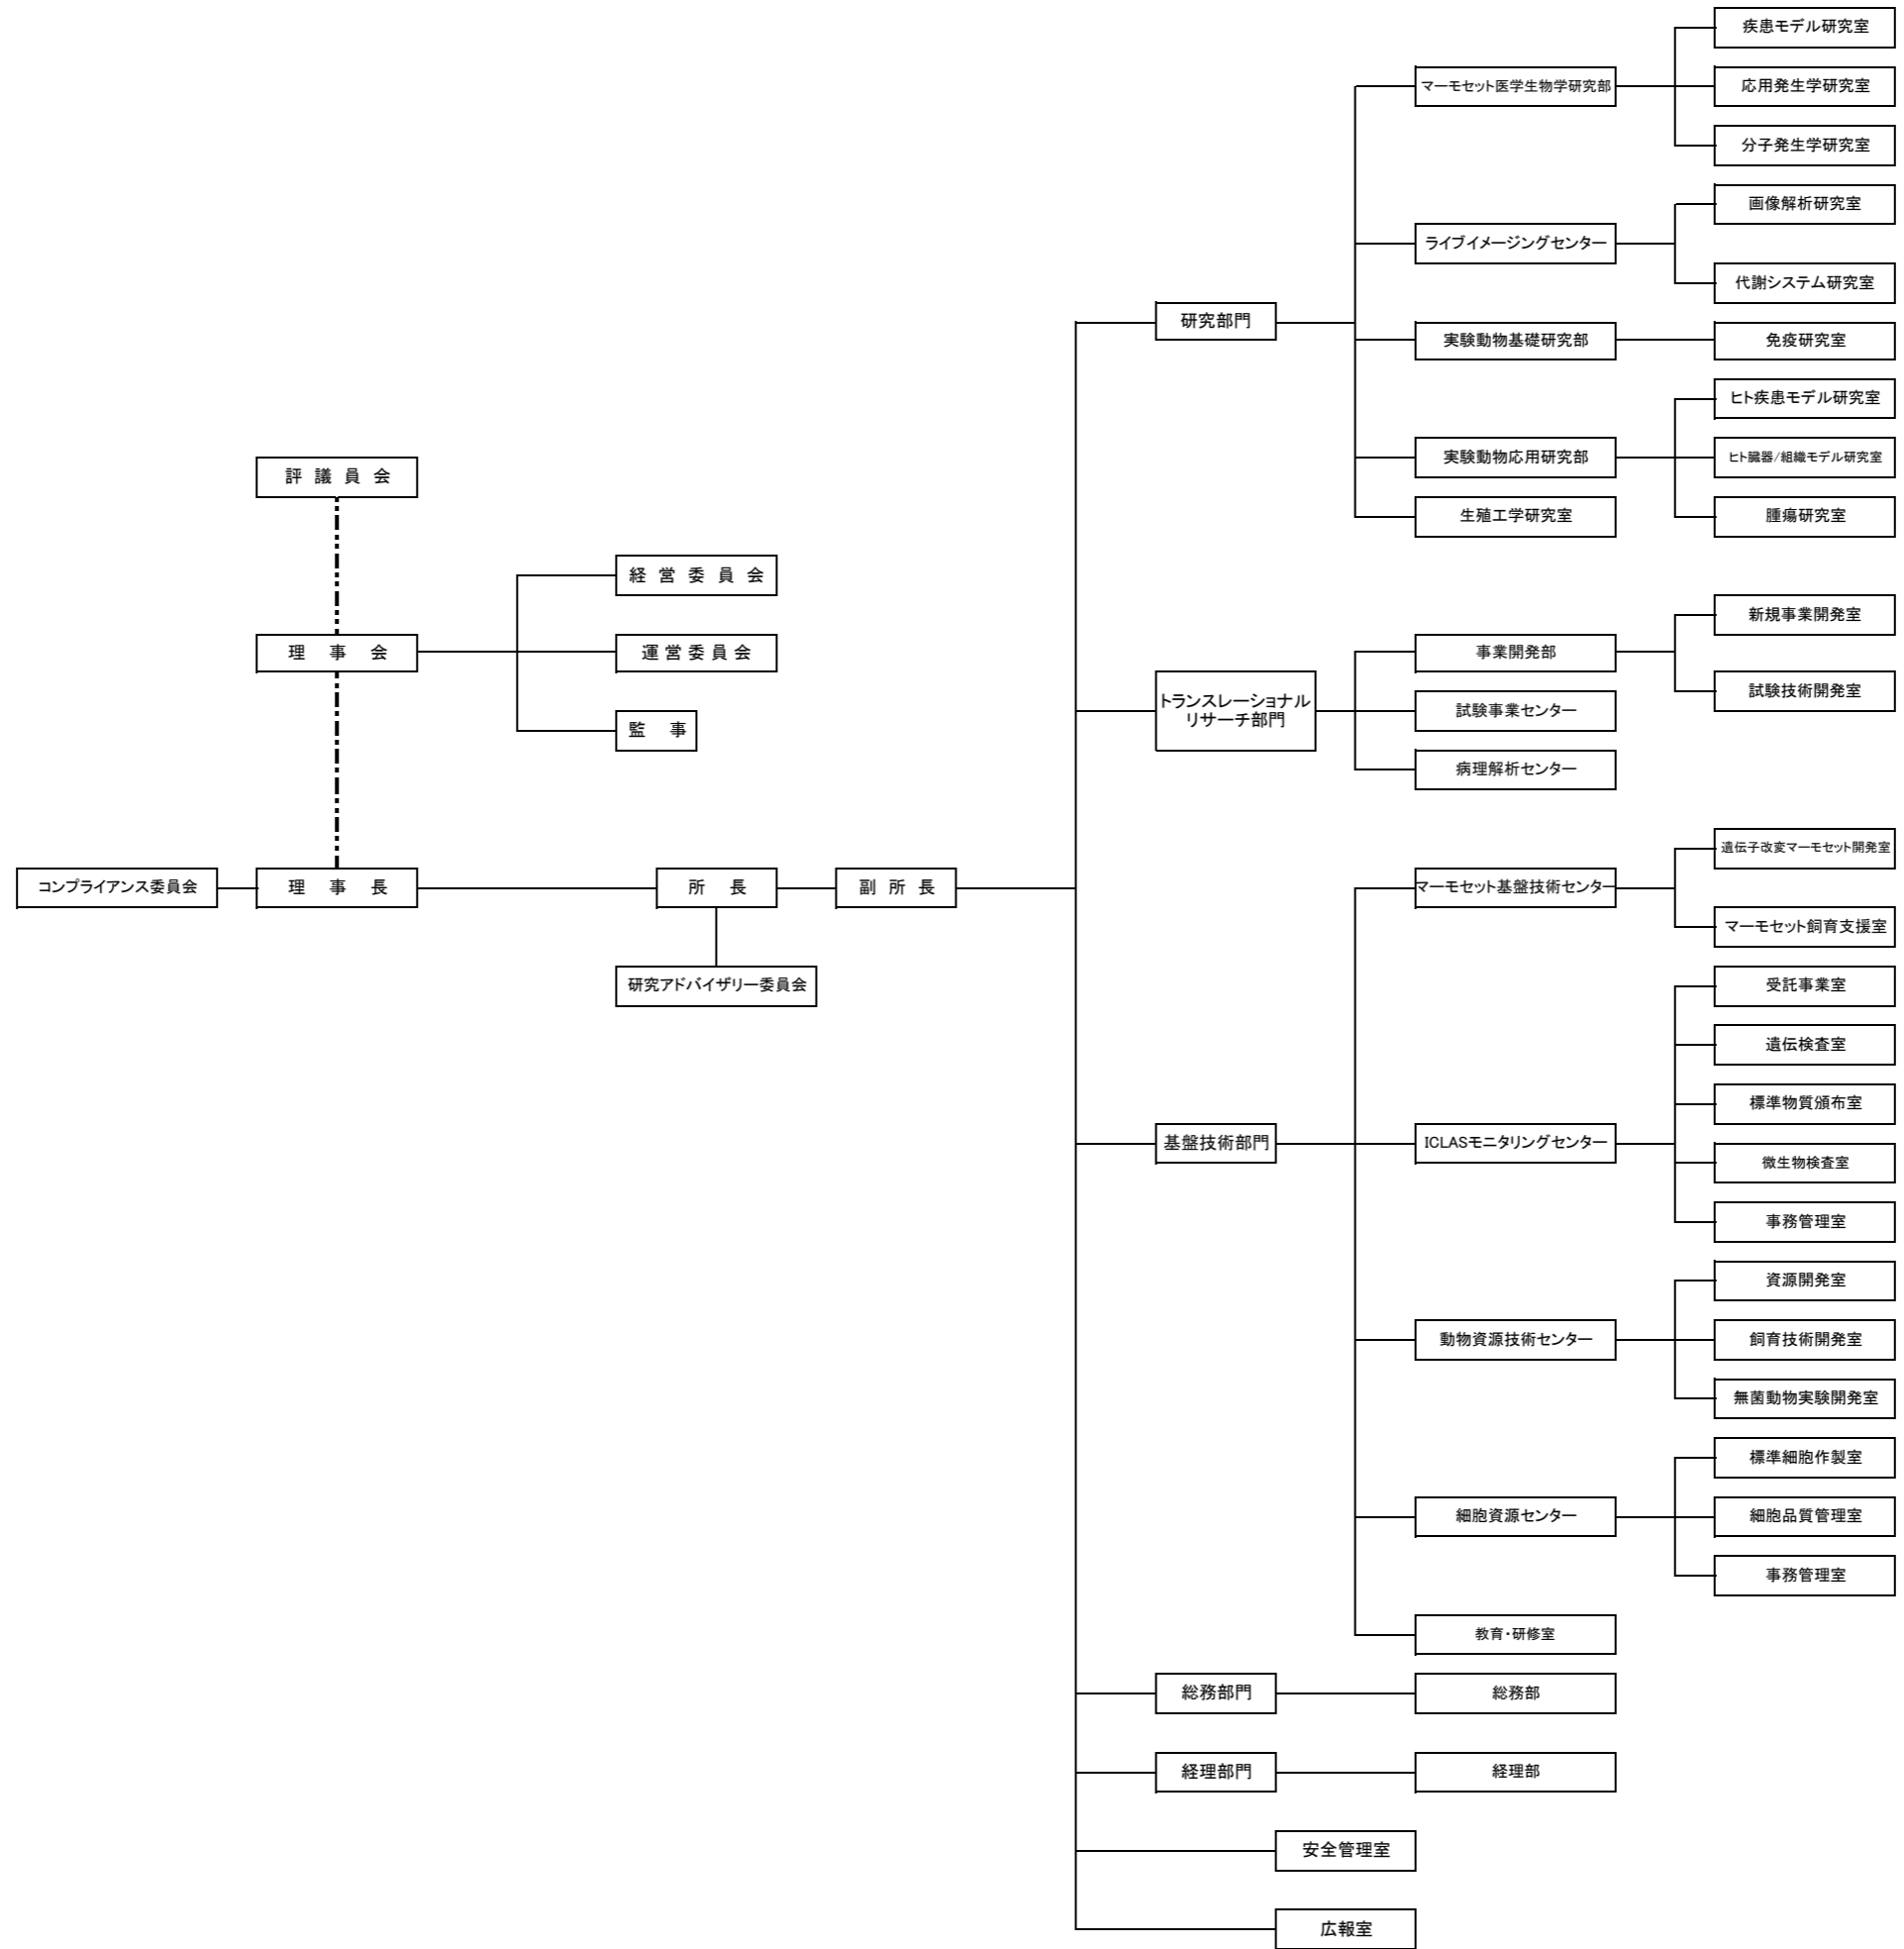 疾患モデル研究室
マーモセット医学生物学研究部
応用発生学研究室
分子発生学研究室
画像解析研究室
ライブイメージングセンター
代謝システム研究室
研究部門
実験動物基礎研究部
免疫研究室
ヒト疾患モデル研究室
実験動物応用研究部
ヒト臓器/組織モデル研究室
生殖工学研究室
腫瘍研究室
評議員会
経営委員会
理事会
運営委員会
監事
新規事業開発室
事業開発部
試験技術開発室
トランスレーショナル
リサーチ部門
試験事業センター
病理解析センター
コンプライアンス委員会
理事長
所長
副所長
研究アドバイザリー委員会
遺伝子改変マーモセット開発室
マーモセット基盤技術センター
マーモセット飼育支援室
受託事業室
遺伝検査室
標準物質頒布室
基盤技術部門
ICLASモニタリングセンター
微生物検査室
事務管理室
資源開発室
動物資源技術センター
飼育技術開発室
無菌動物実験開発室
標準細胞作製室
細胞資源センター
細胞品質管理室
事務管理室
教育・研修室
総務部門
総務部
経理部門
経理部
安全管理室
広報室